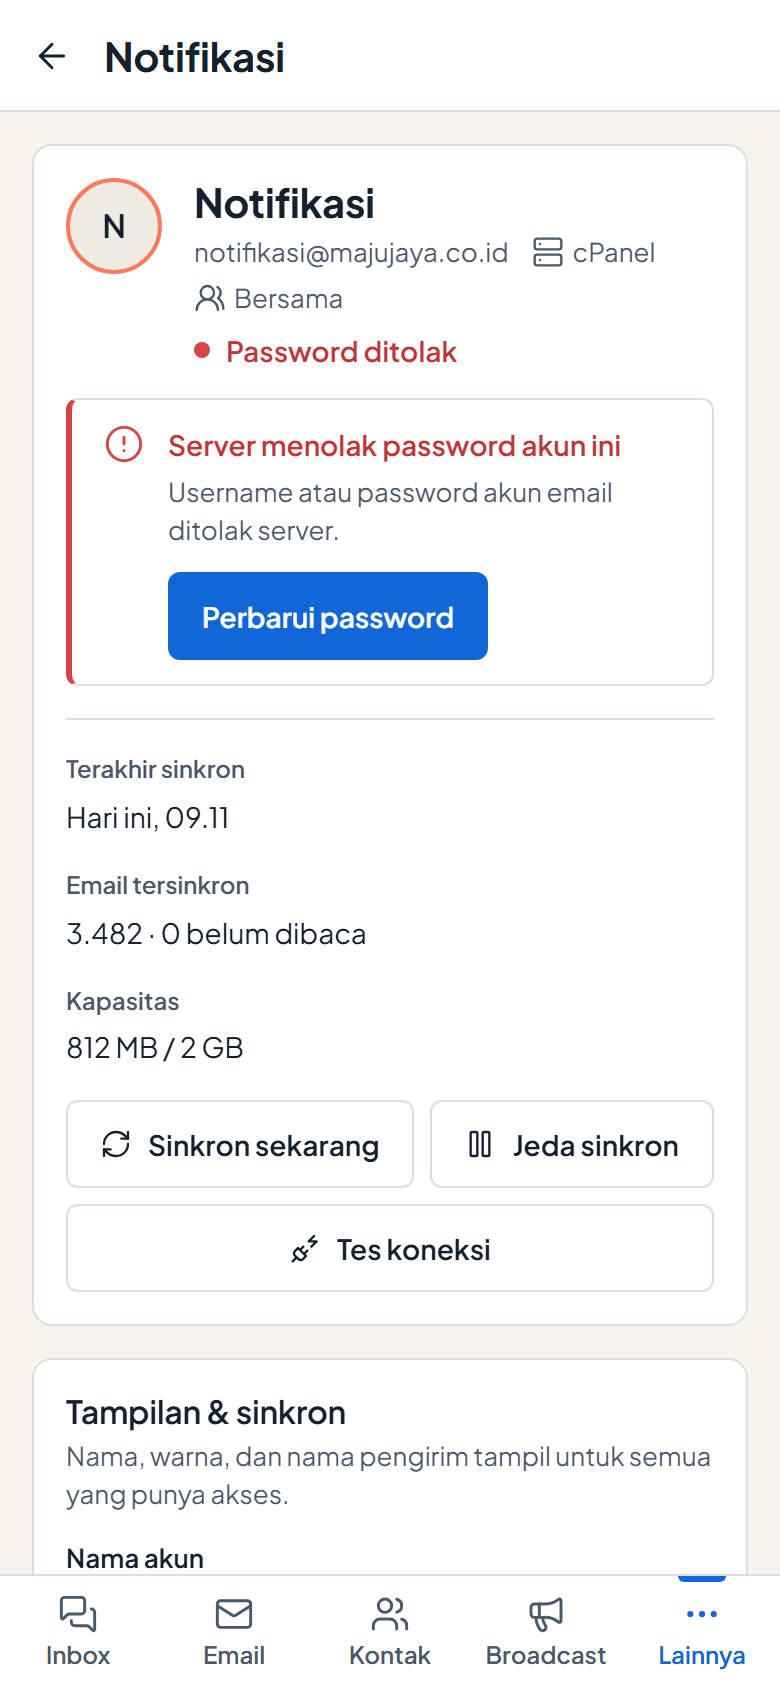 Notifikasi
N
Notifikasi
notifikasi@majujaya.co.id cPanel
Bersama
Password ditolak
Server menolak password akun ini
Username atau password akun email
ditolak server.
Perbarui password
Terakhir sinkron
Hari ini, 09.11
Email tersinkron
3.482 · 0 belum dibaca
Kapasitas
812 MB / 2 GB
Sinkron sekarang
Jeda sinkron
Tes koneksi
Tampilan & sinkron
Nama, warna, dan nama pengirim tampil untuk semua
yang punya akses.
Nama akun
Inbox
Email
Kontak
Broadcast
Lainnya